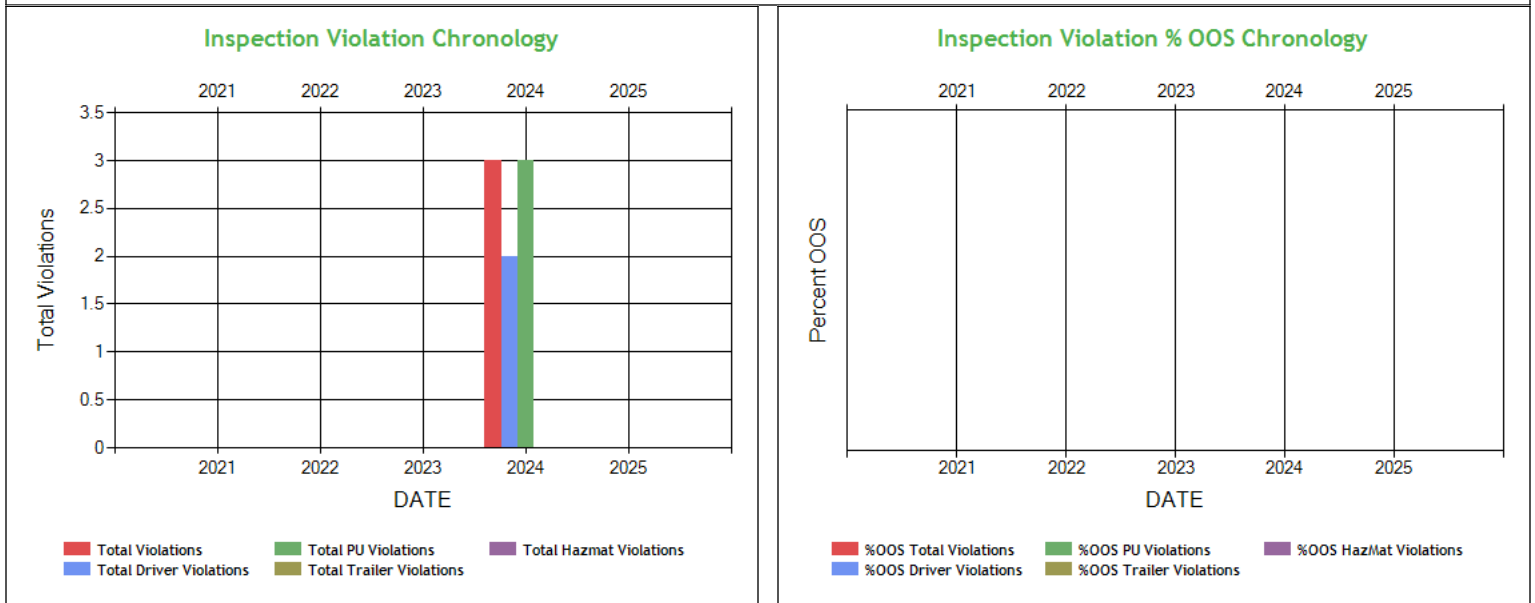 Inspection Violation Chronology
2021 2022 2023 2024 2025
3.5
3
2.5
2
1.5
1
0.5
0
Total Violations
2021 2022 2023 2024 2025
DATE
Total Violations Total PU Violations Total Hazmat Violations
Total Driver Violations Total Trailer Violations
Inspection Violation % OOS Chronology
2021 2022 2023 2024 2025
Percent OOS
2021 2022 2023 2024 2025
DATE
%OOS Total Violations %OOS PU Violations %OOS HazMat Violations
%OOS Driver Violations %OOS Trailer Violations